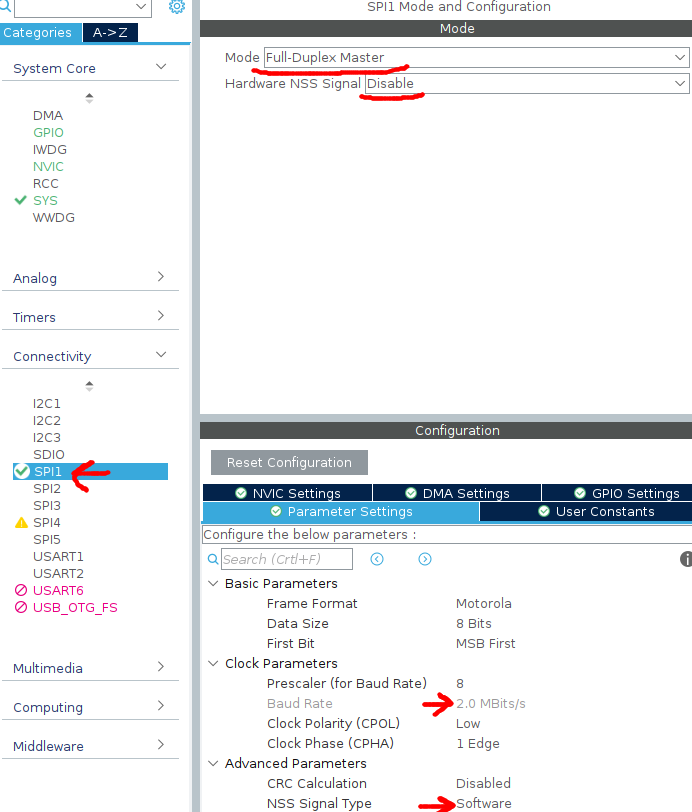 SPI1 Mode and Configuration
Categories A->Z
Mode
System Core
Mode Full-Duplex Master
Hardware NSS Signal Disable
DMA
GPIO
IWDG
NVIC
RCC
SYS
WWDG
Analog
Timers
Connectivity
I2C1
I2C2
I2C3
SDIO
SPI1
SPI2
SPI3
SPI4
SPI5
USART1
USART2
USART6
USB_OTG_FS
Multimedia
Computing
Middleware
Configuration
Reset Configuration
NVIC Settings DMA Settings GPIO Settings
Parameter Settings User Constants
Configure the below parameters :
Search (CrtI+F)
Basic Parameters
Frame Format Motorola
Data Size 8 Bits
First Bit MSB First
Clock Parameters
Prescaler (for Baud Rate) 8
Baud Rate 2.0 MBits/s
Clock Polarity (CPOL) Low
Clock Phase (CPHA) 1 Edge
Advanced Parameters
CRC Calculation Disabled
NSS Signal Type Software